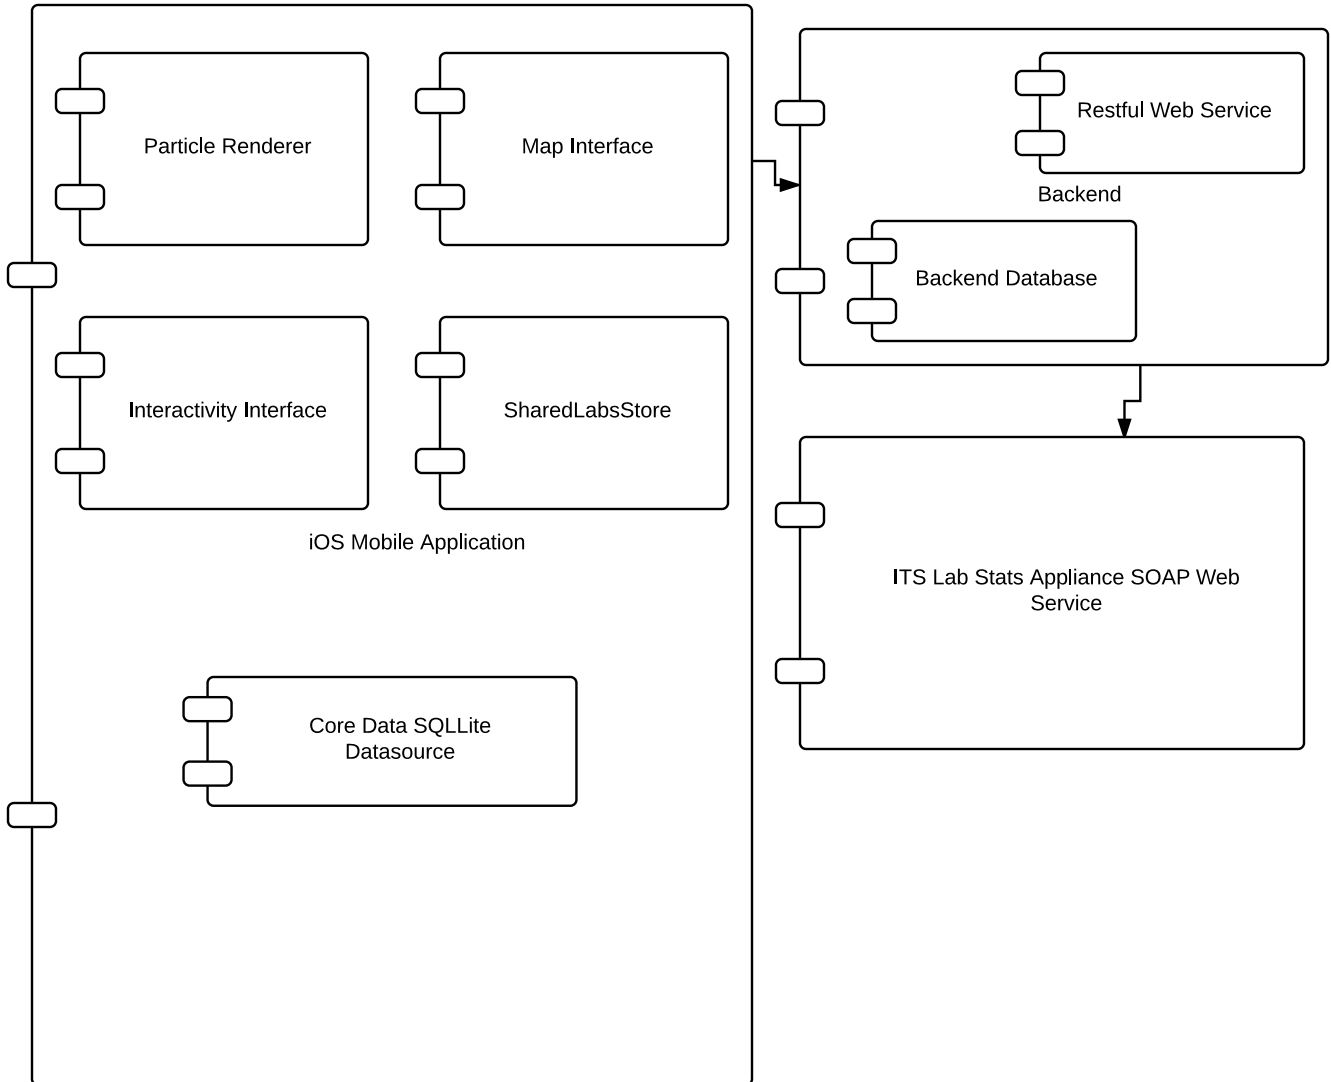 Particle Renderer
Map Interface
Restful Web Service
Backend
Backend Database
Interactivity Interface
SharedLabsStore
iOS Mobile Application
ITS Lab Stats Appliance SOAP Web
Service
Core Data SQLLite
Datasource